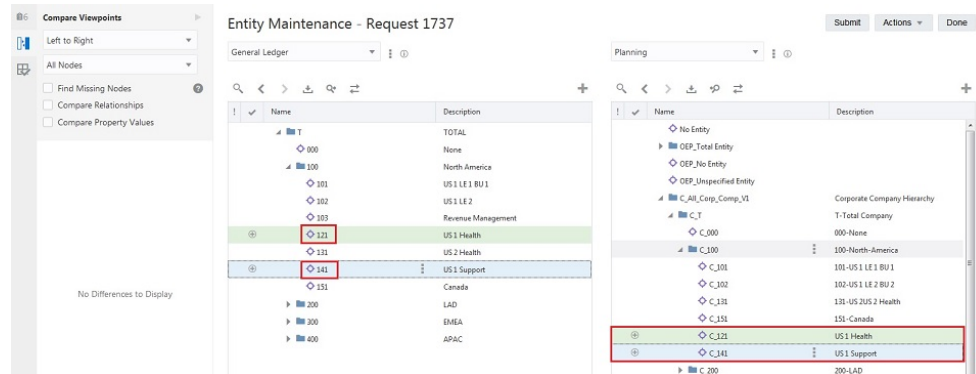 Compare Viewpoints
Left to Right
All Nodes
Find Missing Nodes
Compare Relationships
Compare Property Values
No Differences to Display
Entity Maintenance - Request 1737
Submit Actions Done
General Ledger
! Name Description
T TOTAL
000 None
100 North America
101 US 1 LE 1 BU 1
102 US 1 LE 2
103 Revenue Management
121 US 1 Health
131 US 2 Health
141 US 1 Support
151 Canada
200 LAD
300 EMEA
400 APAC
Planning
! Name Description
No Entity
OEP_Total Entity
OEP_No Entity
OEP_Unspecified Entity
C_All_Corp_Comp_V1 Corporate Company Hierarchy
C_T T-Total Company
C_000 000-None
C_100 100-North-America
C_101 101-US 1 LE 1 BU 1
C_102 102-US 1 LE 2 BU 2
C_131 131-US 2US 2 Health
C_151 151-Canada
C_121 US 1 Health
C_141 US 1 Support
C_200 200-LAD